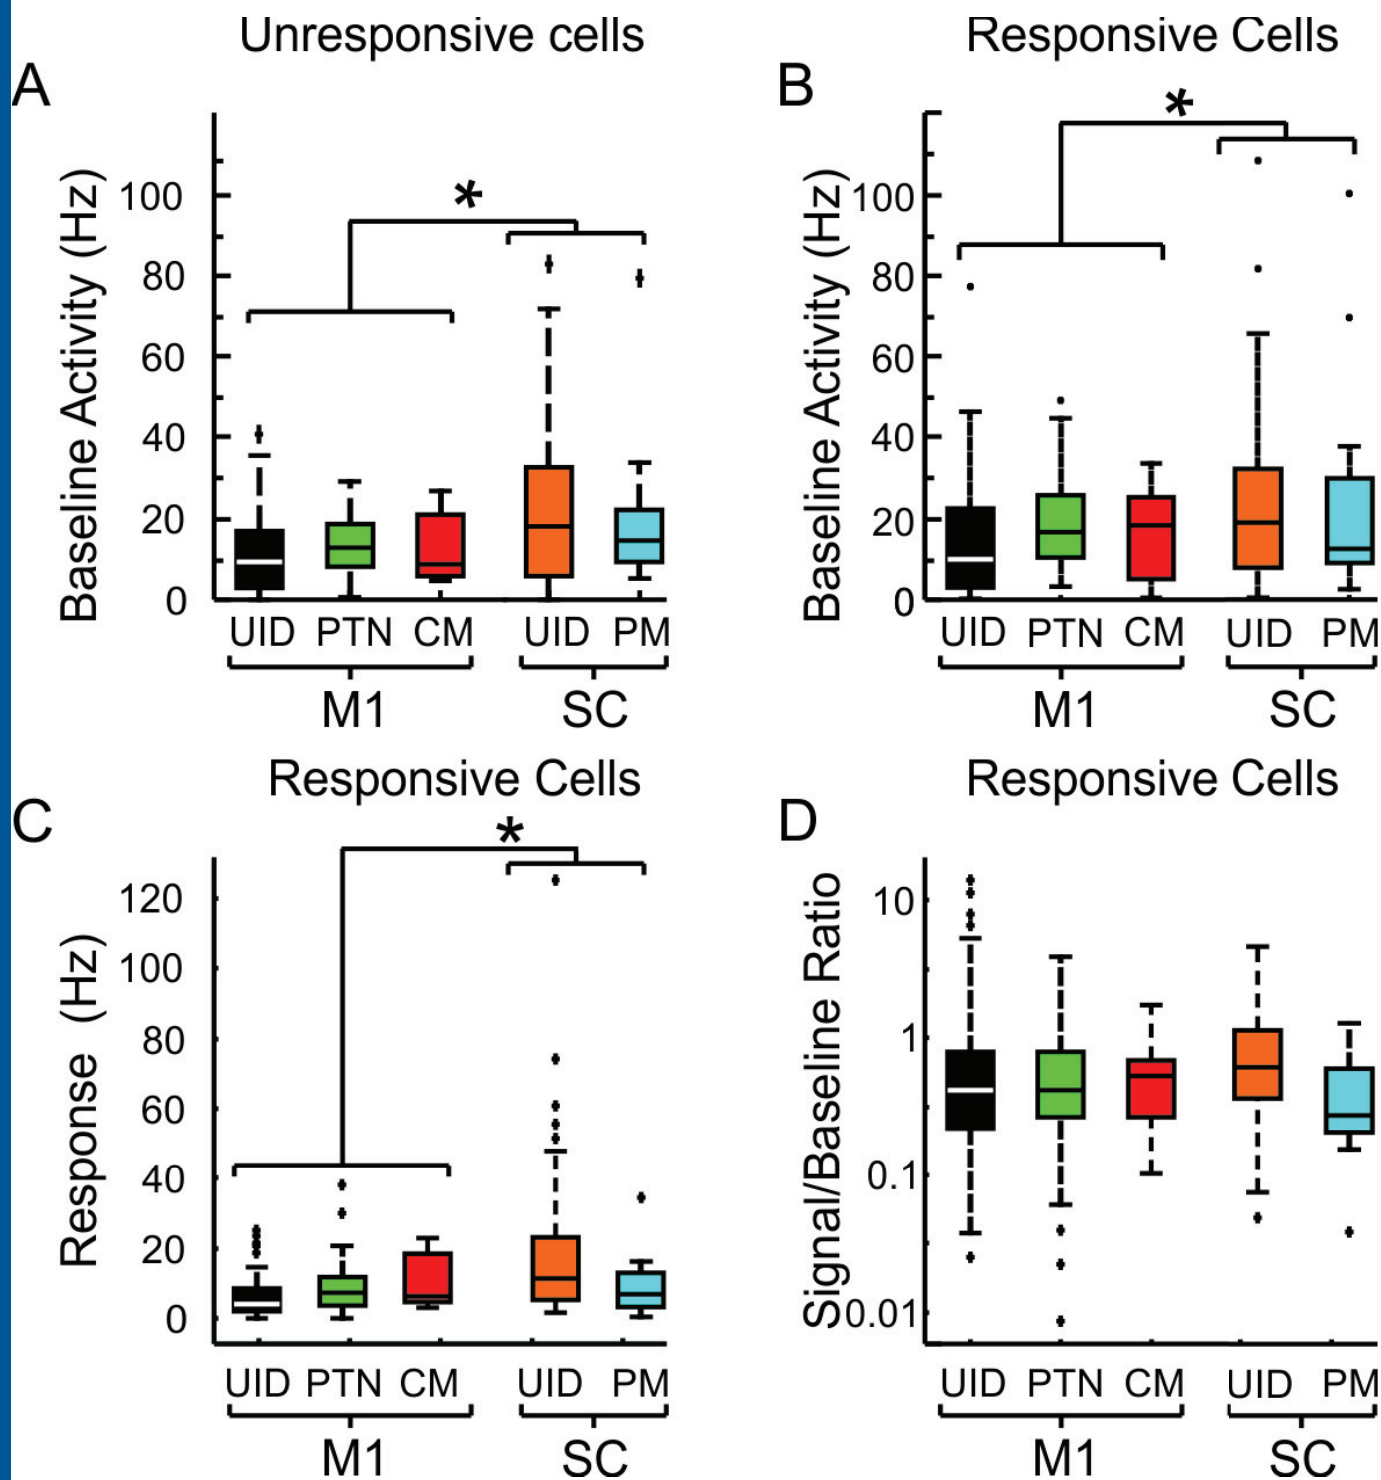 Unresponsive cells
A
*
Baseline Activity (Hz)
100
80
60
40
20
0
UID PTN CM UID PM
M1 SC
Responsive Cells
B
*
Baseline Activity (Hz)
100
80
60
40
20
0
UID PTN CM UID PM
M1 SC
Responsive Cells
C
*
Response (Hz)
120
100
80
60
40
20
0
UID PTN CM UID PM
M1 SC
Responsive Cells
D
Signal/Baseline Ratio
10
1
0.1
0.01
UID PTN CM UID PM
M1 SC